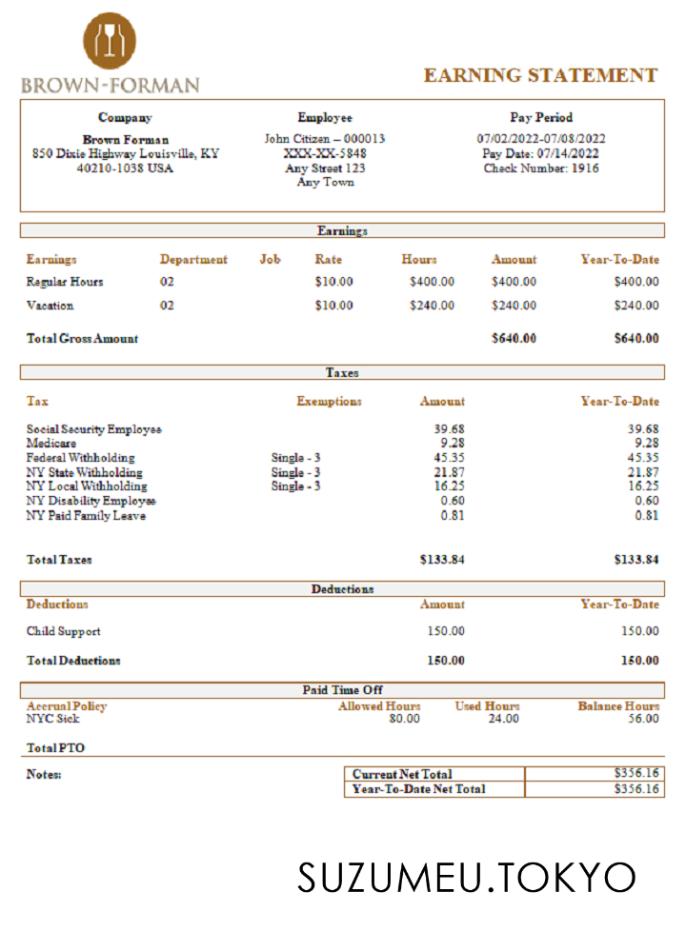 BROWN-FORMAN
EARNING STATEMENT
Company Employee Pay Period
Brown Forman John Citizen – 000013 07/02/2022-07/08/2022
850 Dixie Highway Louisville, KY XXX-XX-5848 Pay Date: 07/14/2022
40210-1038 USA Any Street 123 Check Number: 1916
Any Town
Earnings
Earnings Department Job Rate Hours Amount Year-To-Date
Regular Hours 02 $10.00 $400.00 $400.00 $400.00
Vacation 02 $10.00 $240.00 $240.00 $240.00
Total Gross Amount $640.00 $640.00
Taxes
Tax Exemptions Amount Year-To-Date
Social Security Employee 39.68 39.68
Medicare 9.28 9.28
Federal Withholding Single - 3 45.35 45.35
NY State Withholding Single - 3 21.87 21.87
NY Local Withholding Single - 3 16.25 16.25
NY Disability Employee 0.60 0.60
NY Paid Family Leave 0.81 0.81
Total Taxes $133.84 $133.84
Deductions
Deductions Amount Year-To-Date
Child Support 150.00 150.00
Total Deductions 150.00 150.00
Paid Time Off
Accrual Policy Allowed Hours Used Hours Balance Hours
NYC Sick 80.00 24.00 56.00
Total PTO
Notes: Current Net Total $356.16
Year-To-Date Net Total $356.16
SUZUMEU.TOKYO